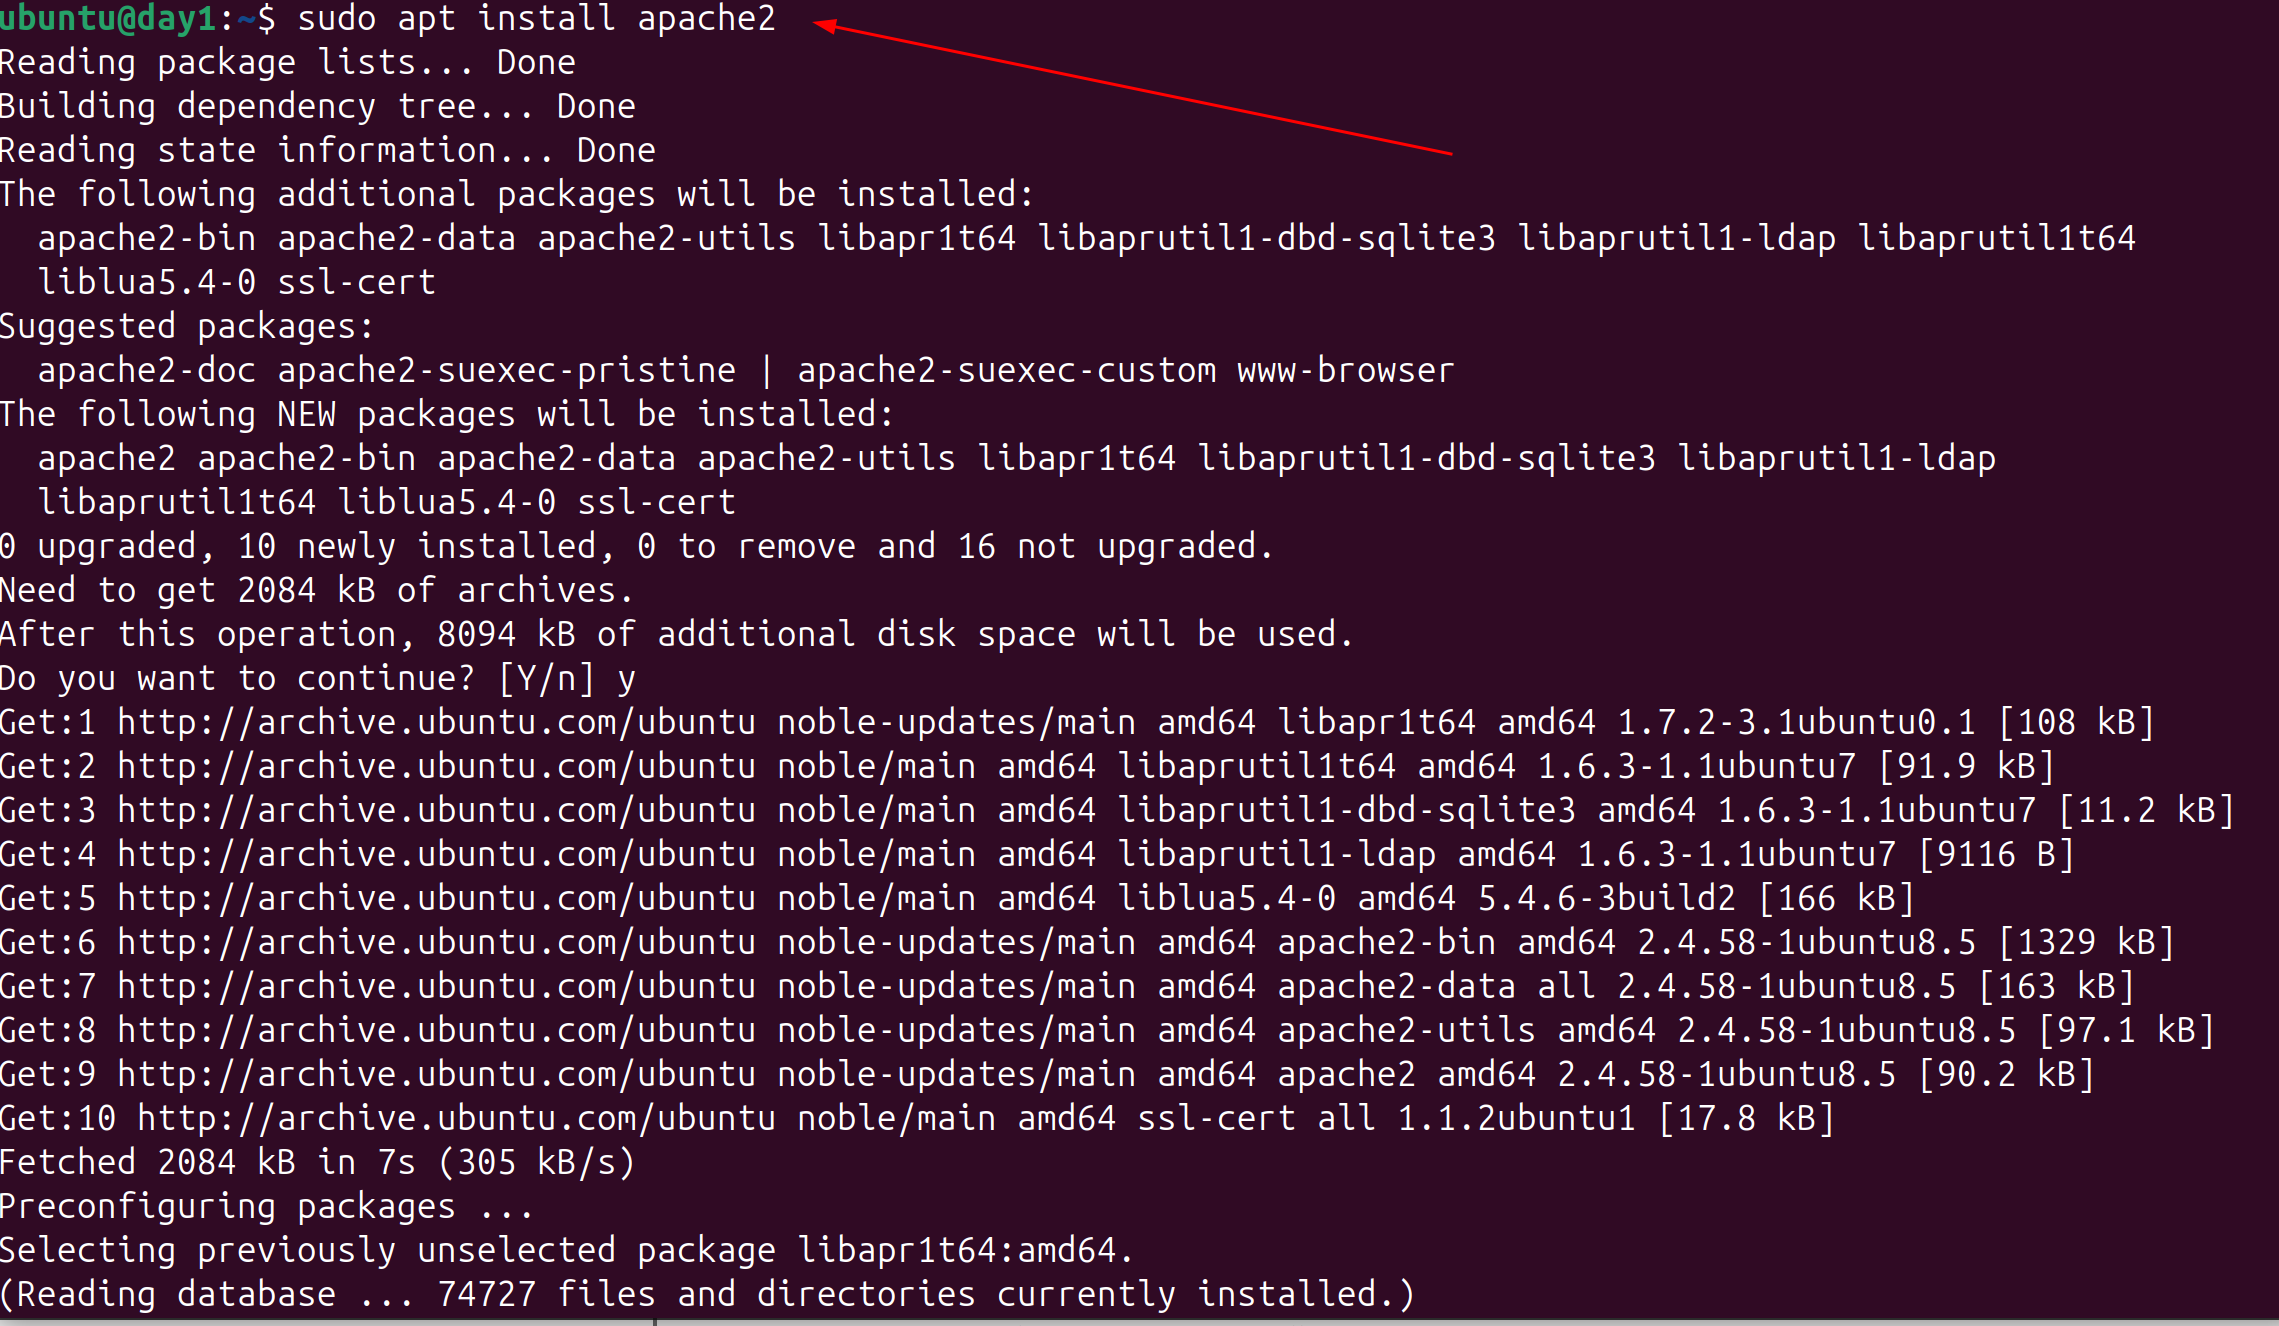 ubuntu@day1:~$ sudo apt install apache2
Reading package lists... Done
Building dependency tree... Done
Reading state information... Done
The following additional packages will be installed:
  apache2-bin apache2-data apache2-utils libapr1t64 libaprutil1-dbd-sqlite3 libaprutil1-ldap libaprutil1t64
  liblua5.4-0 ssl-cert
Suggested packages:
  apache2-doc apache2-suexec-pristine | apache2-suexec-custom www-browser
The following NEW packages will be installed:
  apache2 apache2-bin apache2-data apache2-utils libapr1t64 libaprutil1-dbd-sqlite3 libaprutil1-ldap
  libaprutil1t64 liblua5.4-0 ssl-cert
0 upgraded, 10 newly installed, 0 to remove and 16 not upgraded.
Need to get 2084 kB of archives.
After this operation, 8094 kB of additional disk space will be used.
Do you want to continue? [Y/n] y
Get:1 http://archive.ubuntu.com/ubuntu noble-updates/main amd64 libapr1t64 amd64 1.7.2-3.1ubuntu0.1 [108 kB]
Get:2 http://archive.ubuntu.com/ubuntu noble/main amd64 libaprutil1t64 amd64 1.6.3-1.1ubuntu7 [91.9 kB]
Get:3 http://archive.ubuntu.com/ubuntu noble/main amd64 libaprutil1-dbd-sqlite3 amd64 1.6.3-1.1ubuntu7 [11.2 kB]
Get:4 http://archive.ubuntu.com/ubuntu noble/main amd64 libaprutil1-ldap amd64 1.6.3-1.1ubuntu7 [9116 B]
Get:5 http://archive.ubuntu.com/ubuntu noble/main amd64 liblua5.4-0 amd64 5.4.6-3build2 [166 kB]
Get:6 http://archive.ubuntu.com/ubuntu noble-updates/main amd64 apache2-bin amd64 2.4.58-1ubuntu8.5 [1329 kB]
Get:7 http://archive.ubuntu.com/ubuntu noble-updates/main amd64 apache2-data all 2.4.58-1ubuntu8.5 [163 kB]
Get:8 http://archive.ubuntu.com/ubuntu noble-updates/main amd64 apache2-utils amd64 2.4.58-1ubuntu8.5 [97.1 kB]
Get:9 http://archive.ubuntu.com/ubuntu noble-updates/main amd64 apache2 amd64 2.4.58-1ubuntu8.5 [90.2 kB]
Get:10 http://archive.ubuntu.com/ubuntu noble/main amd64 ssl-cert all 1.1.2ubuntu1 [17.8 kB]
Fetched 2084 kB in 7s (305 kB/s)
Preconfiguring packages ...
Selecting previously unselected package libapr1t64:amd64.
(Reading database ... 74727 files and directories currently installed.)